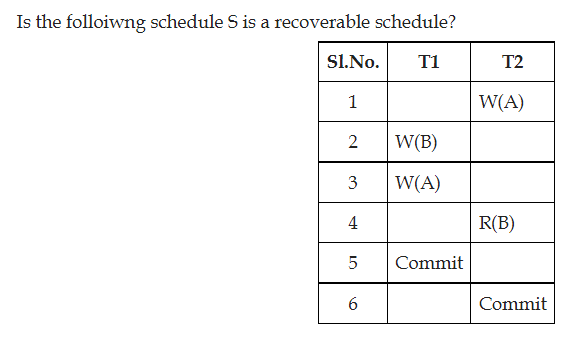 Is the folloiwng schedule S is a recoverable schedule?
Sl.No. T1 T2
1 W(A)
2 W(B)
3 W(A)
4 R(B)
5 Commit
6 Commit